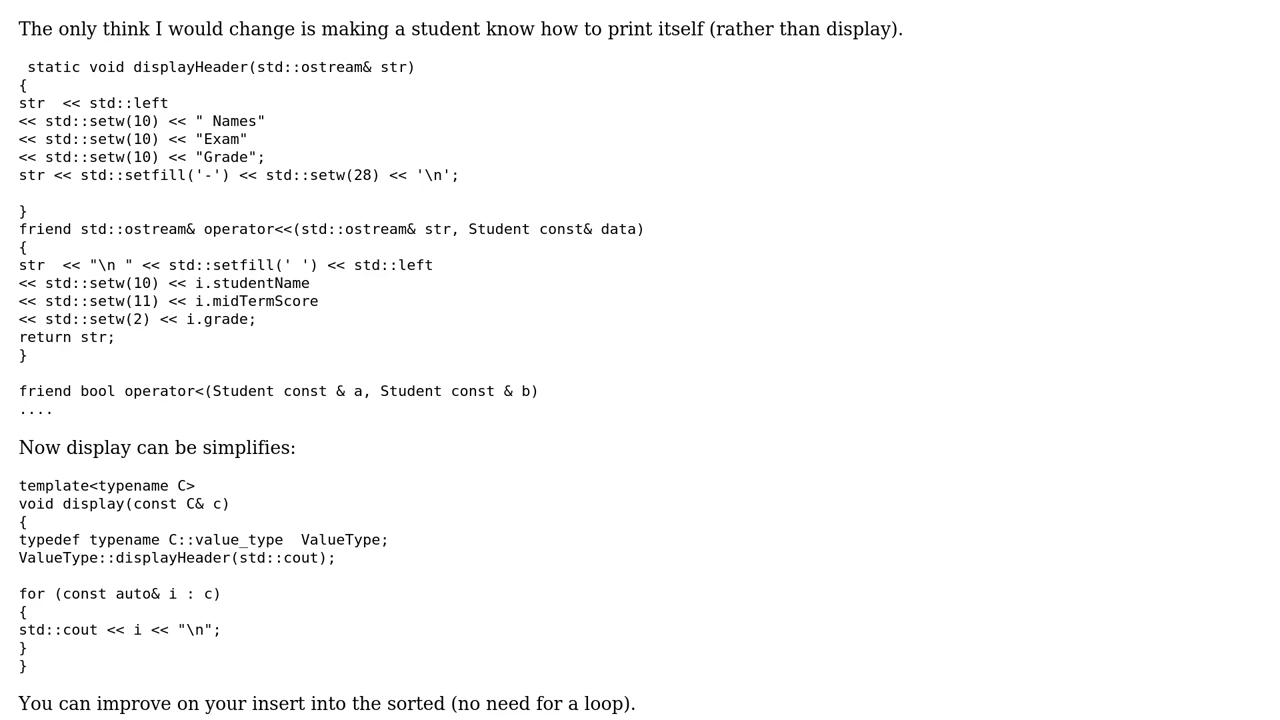 The only think I would change is making a student know how to print itself (rather than display).
static void displayHeader(std::ostream& str)
{
str  << std::left
<< std::setw(10) << " Names"
<< std::setw(10) << "Exam"
<< std::setw(10) << "Grade";
str << std::setfill('-') << std::setw(28) << '\n';
}
friend std::ostream& operator<<(std::ostream& str, Student const& data)
{
str  << "\n " << std::setfill(' ') << std::left
<< std::setw(10) << i.studentName
<< std::setw(11) << i.midTermScore
<< std::setw(2) << i.grade;
return str;
}
friend bool operator<(Student const & a, Student const & b)
....
Now display can be simplifies:
template<typename C>
void display(const C& c)
{
typedef typename C::value_type  ValueType;
ValueType::displayHeader(std::cout);
for (const auto& i : c)
{
std::cout << i << "\n";
}
}
You can improve on your insert into the sorted (no need for a loop).